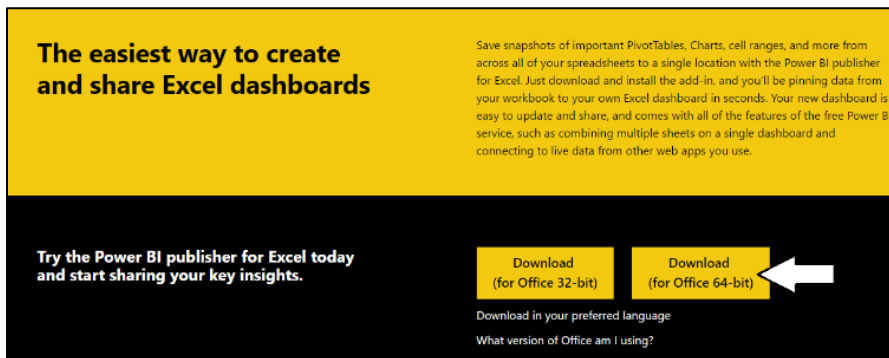 The easiest way to create
and share Excel dashboards
Save snapshots of important PivotTables, Charts, cell ranges, and more from
across all of your spreadsheets to a single location with the Power BI publisher
for Excel. Just download and install the add-in, and you'll be pinning data from
your workbook to your own Excel dashboard in seconds. Your new dashboard is
easy to update and share, and comes with all of the features of the free Power B
service, such as combining multiple sheets on a single dashboard and
connecting to live data from other web apps you use.
Try the Power BI publisher for Excel today
and start sharing your key insights.
Download
(for Office 32-bit)
Download
(for Office 64-bit)
Download in your preferred language
What version of Office am I using?